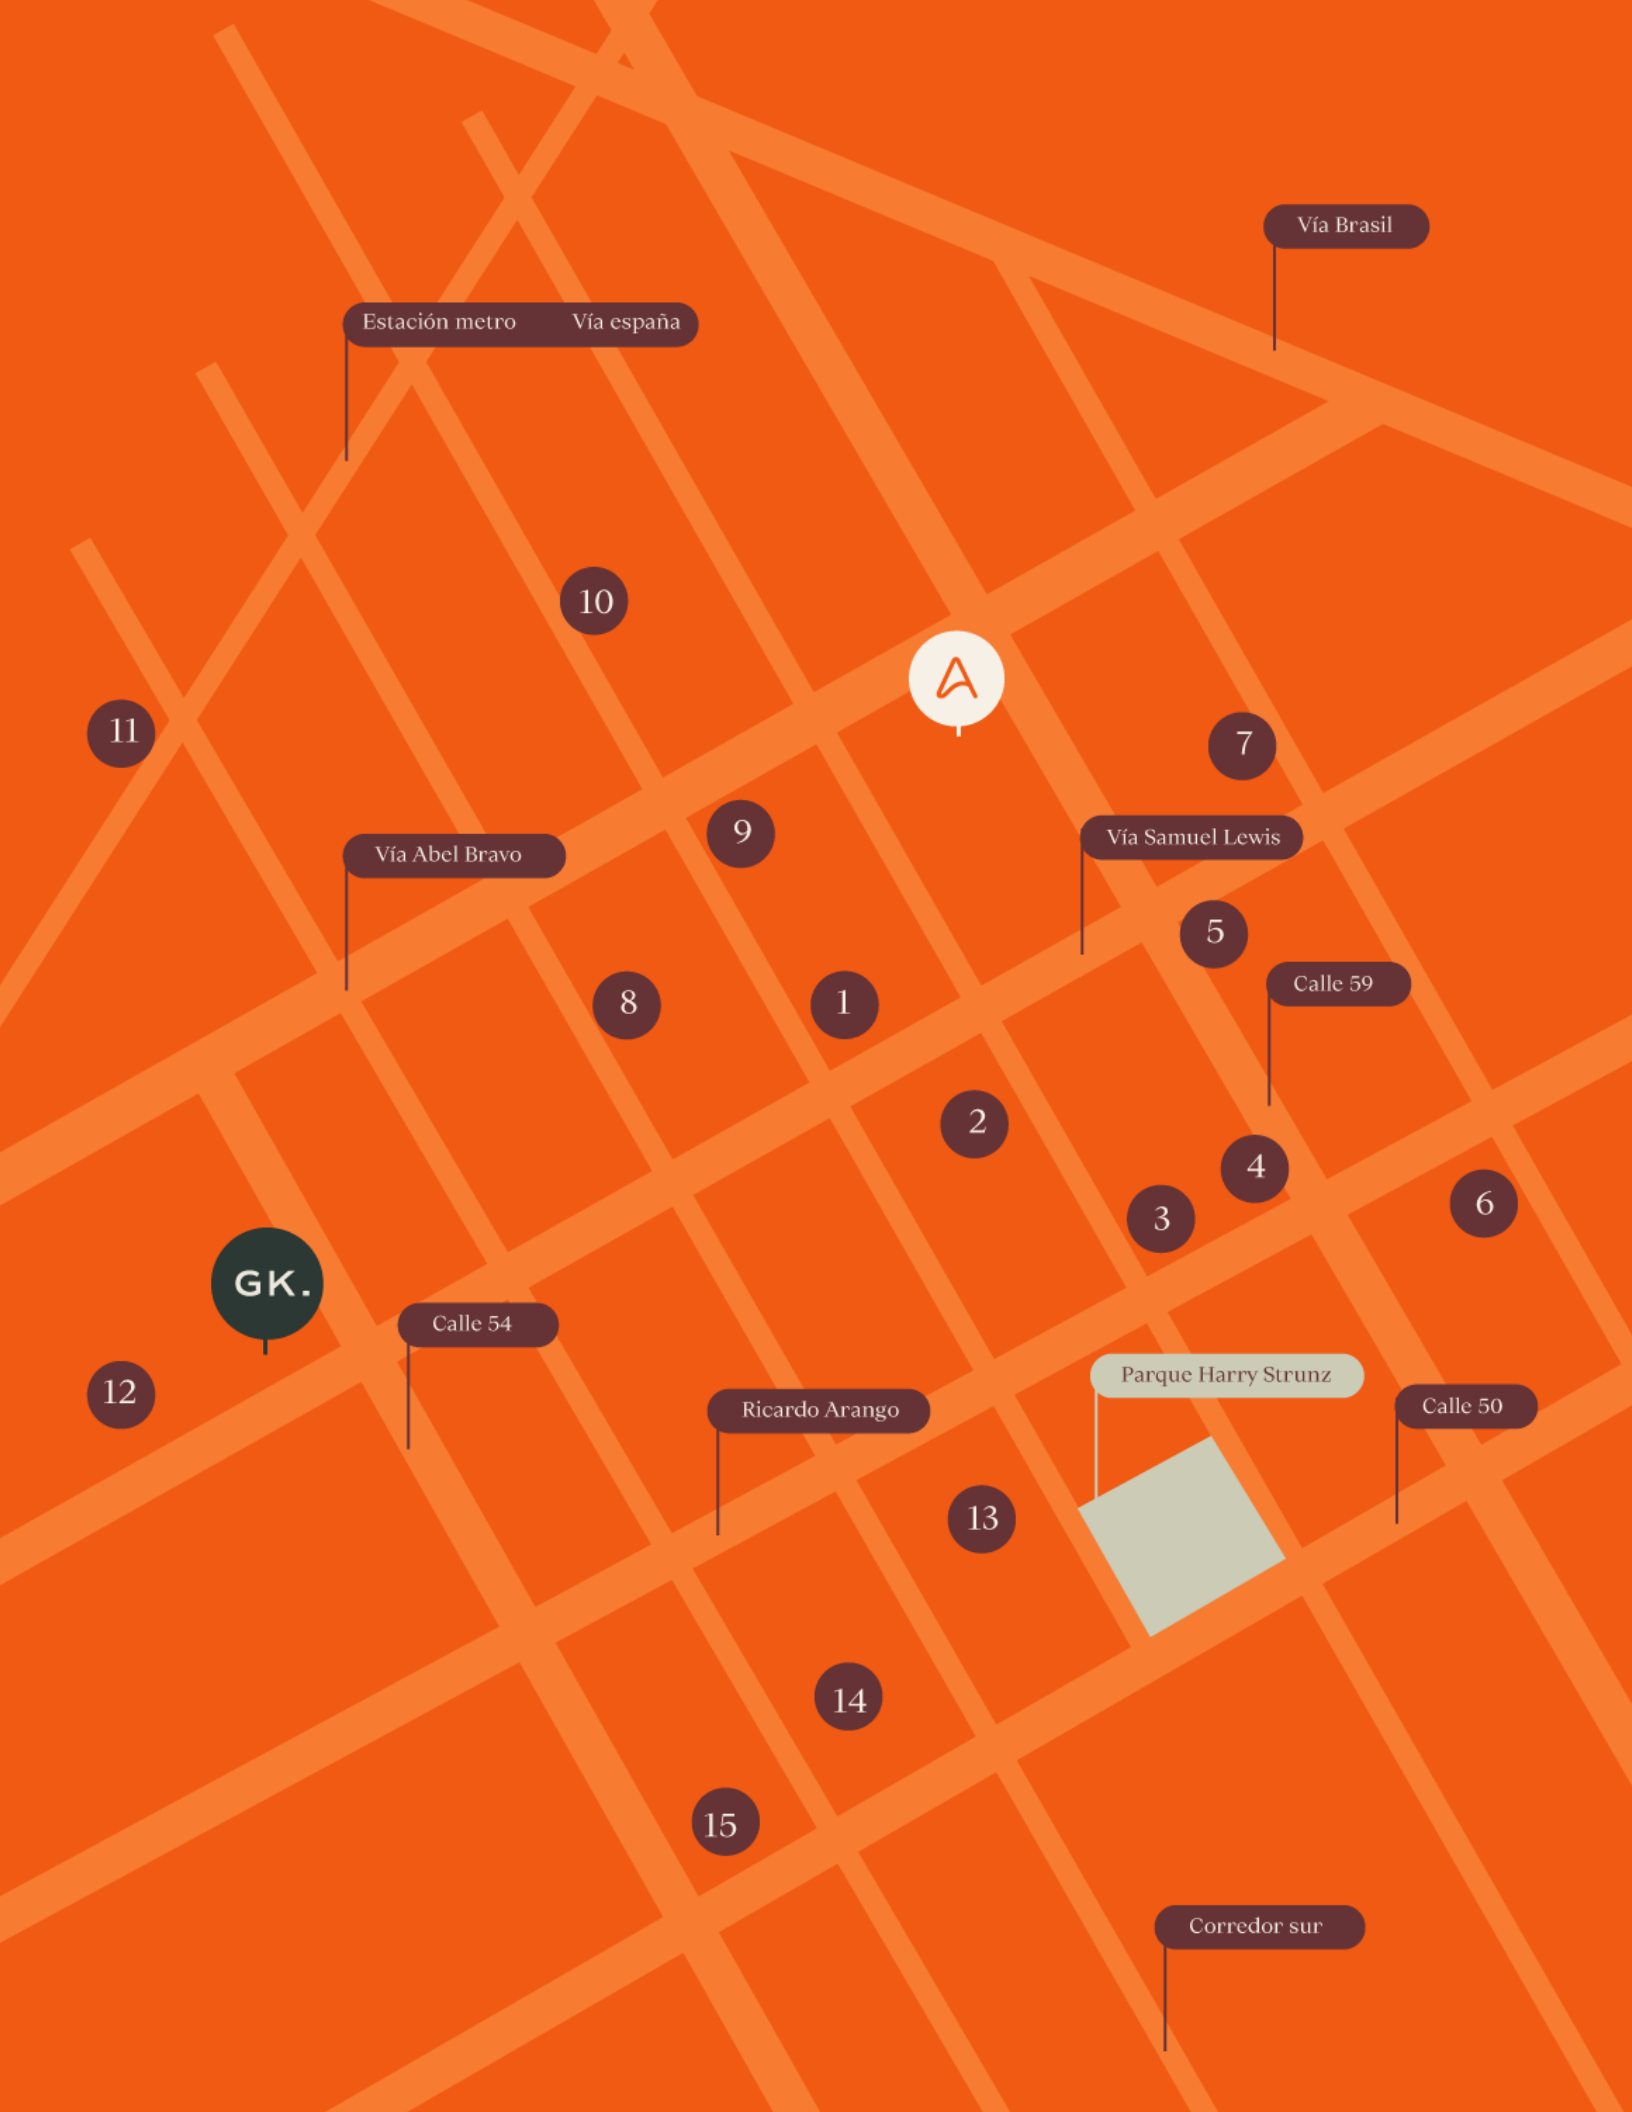 Vía Brasil
Estación metro Vía españa
10
11
7
9
Vía Samuel Lewis
Vía Abel Bravo
5
Calle 59
8
1
2
4
3
6
GK.
Calle 54
12
Parque Harry Strunz
Ricardo Arango
Calle 50
13
14
15
Corredor sur